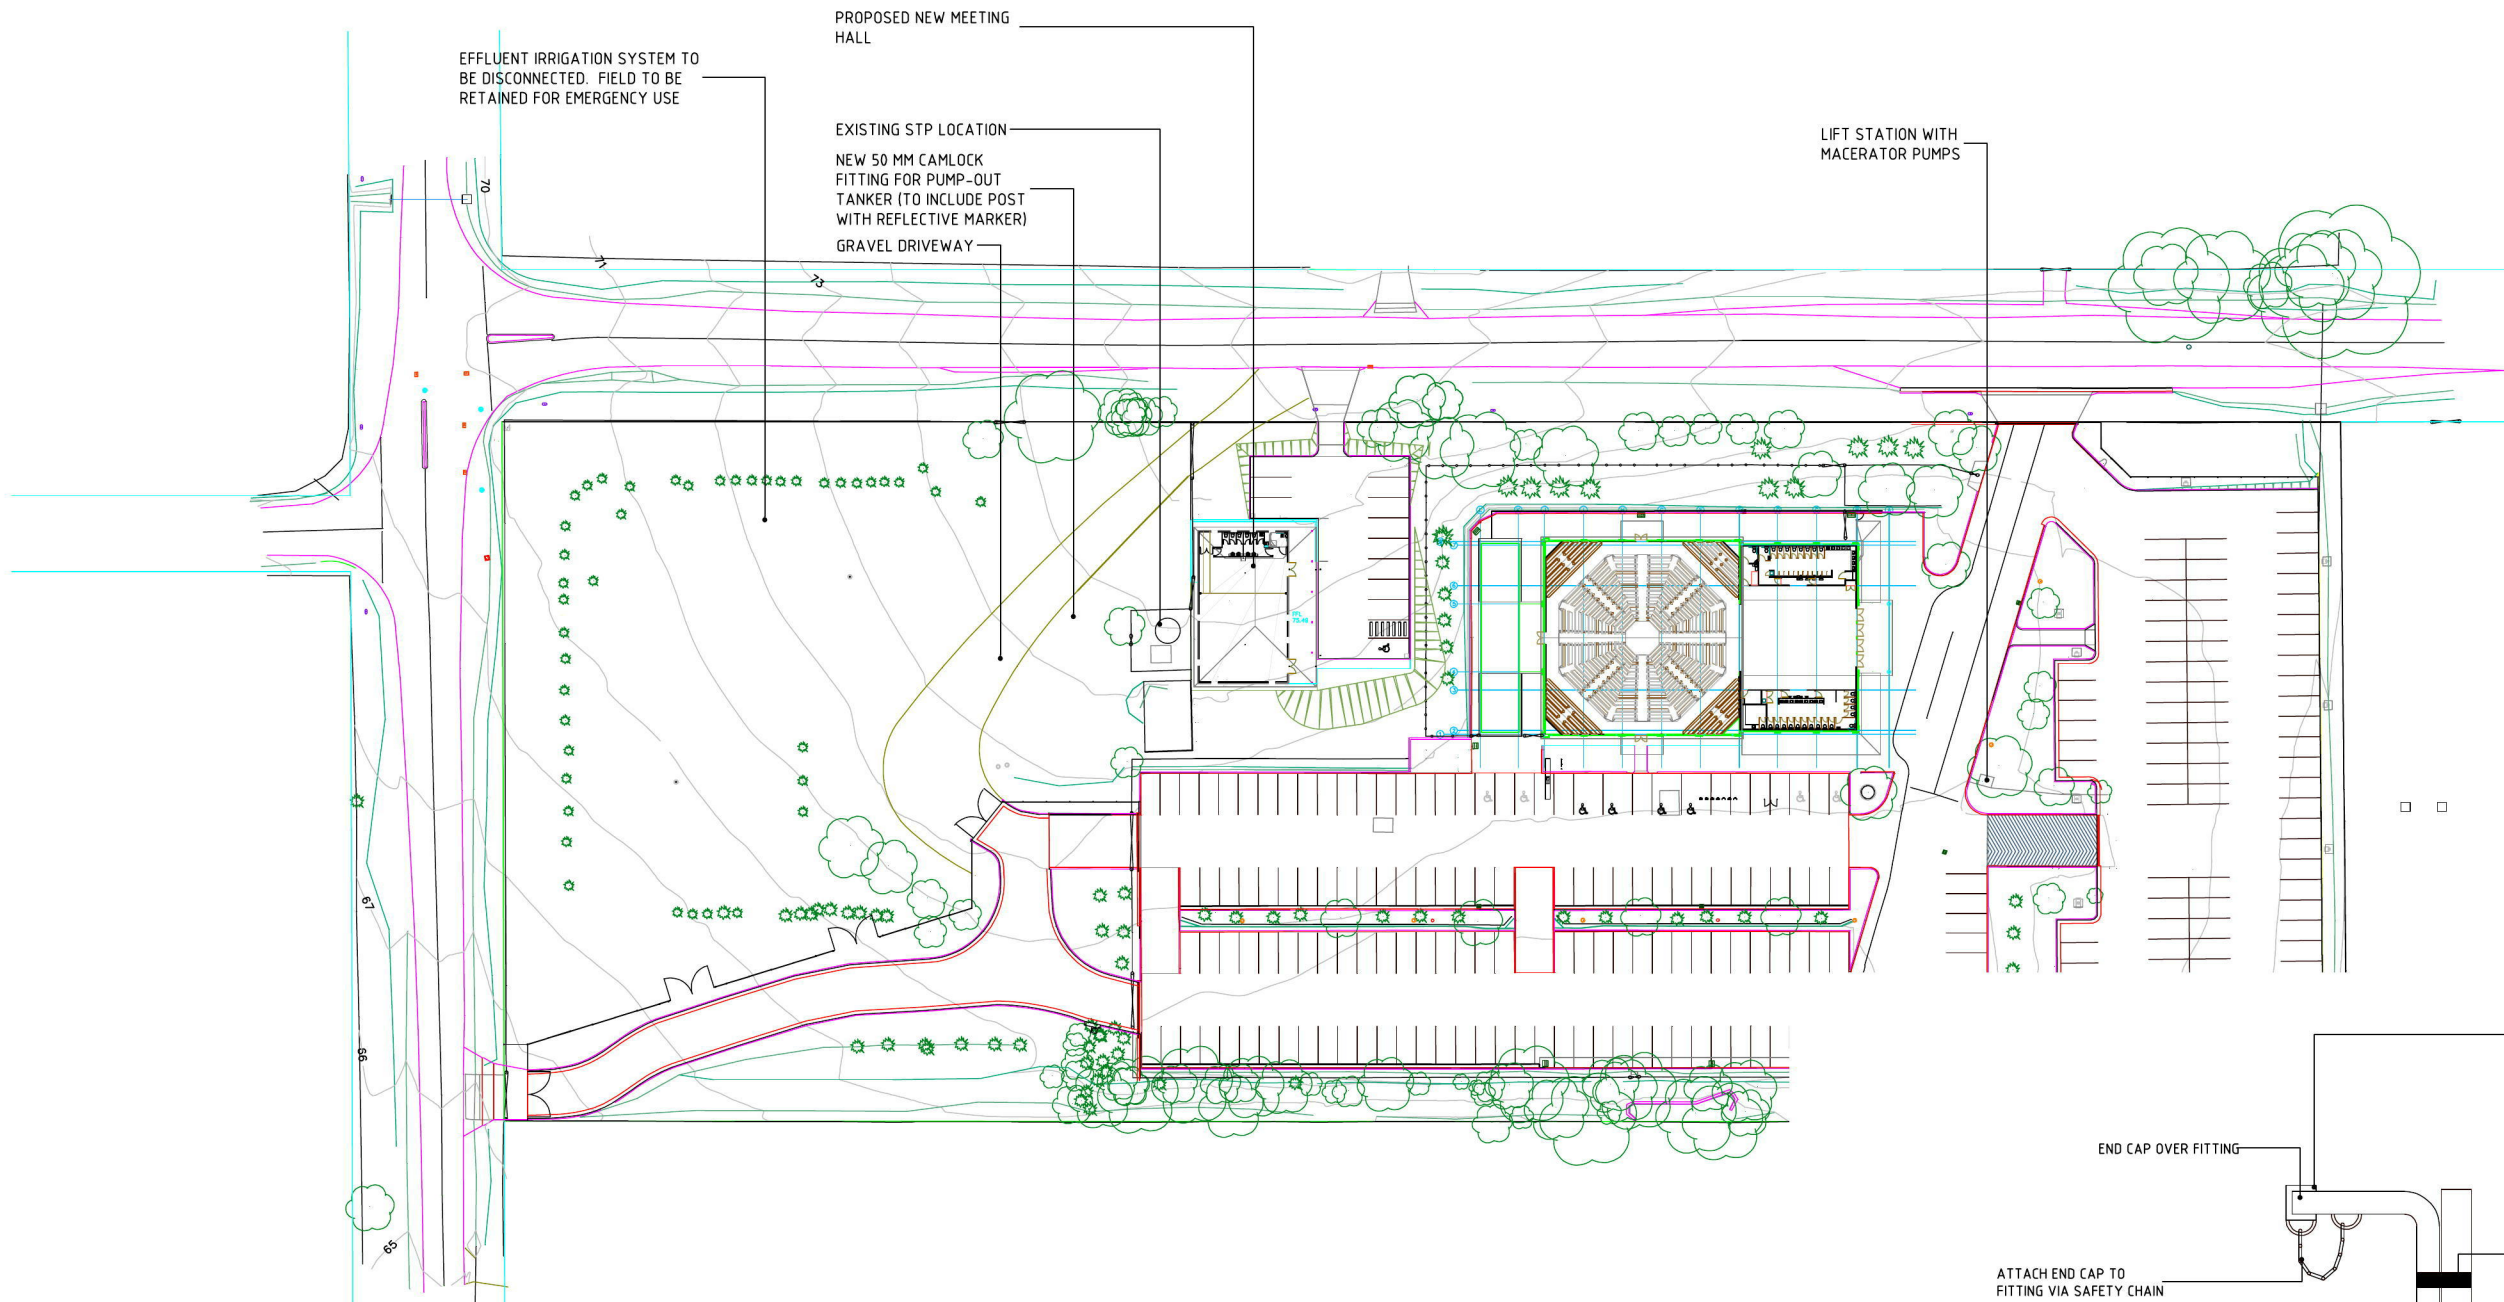 PROPOSED NEW MEETING
HALL
EFFLUENT IRRIGATION SYSTEM TO
BE DISCONNECTED. FIELD TO BE
RETAINED FOR EMERGENCY USE
EXISTING STP LOCATION
NEW 50 MM CAMLOCK
FITTING FOR PUMP-OUT
TANKER (TO INCLUDE POST
WITH REFLECTIVE MARKER)
GRAVEL DRIVEWAY
LIFT STATION WITH
MACERATOR PUMPS
70
71
73
67
66
65
END CAP OVER FITTING
ATTACH END CAP TO
FITTING VIA SAFETY CHAIN